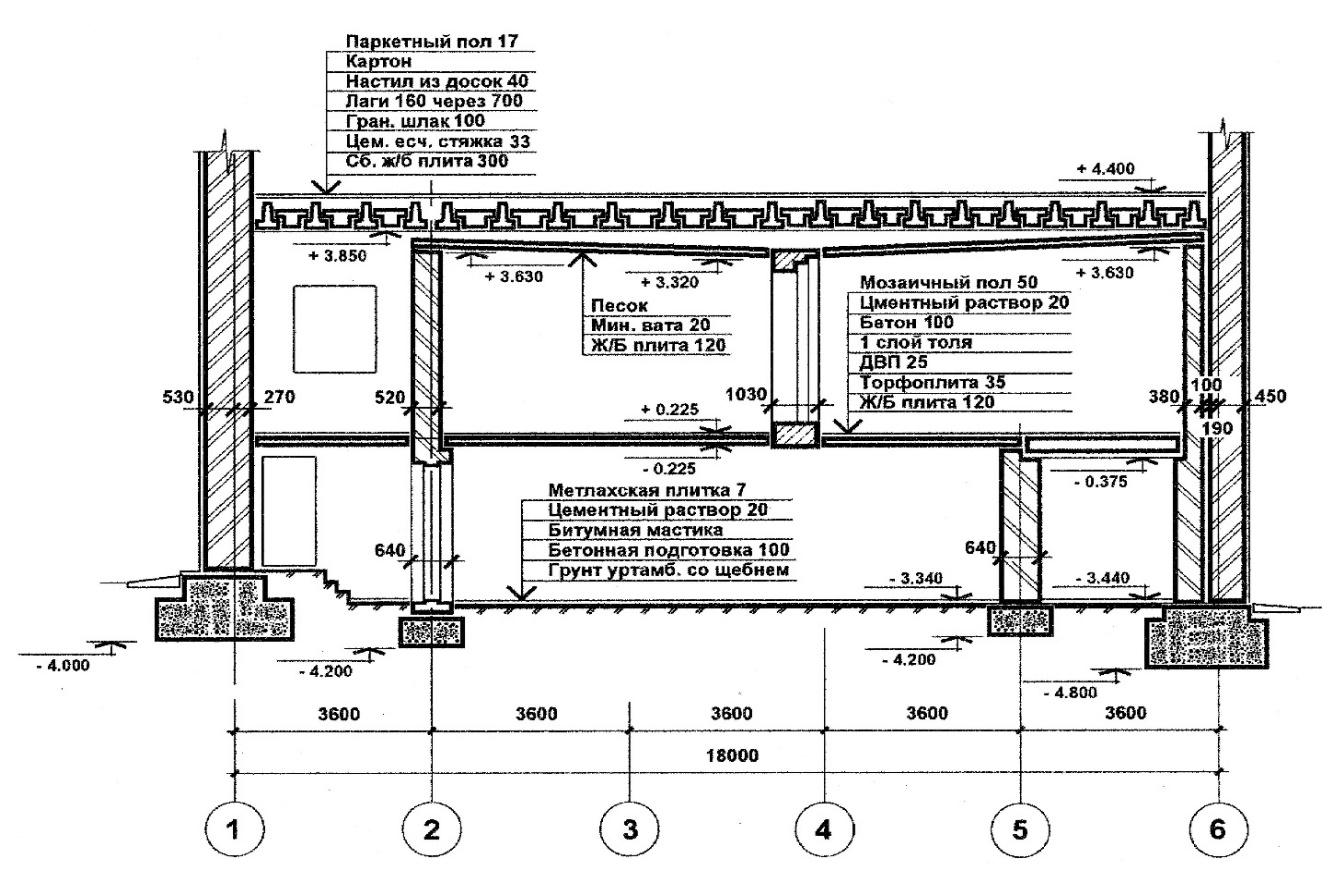 Паркетный пол 17
Картон
Настил из досок 40
Лаги 160 через 700
Гран. шлак 100
Цем. есч. стяжка 33
Сб. ж/б плита 300
+ 4.400
+ 3.850
+ 3.630
+ 3.320
+ 3.630
Песок
Мин. вата 20
Ж/Б плита 120
Мозаичный пол 50
Цментный раствор 20
Бетон 100
1 слой толя
ДВП 25
Торфоплита 35
Ж/Б плита 120
530
270
520
1030
380
100
190
450
+ 0.225
- 0.225
- 0.375
Метлахская плитка 7
Цементный раствор 20
Битумная мастика
Бетонная подготовка 100
Грунт уртамб. со щебнем
640
640
- 3.340
- 3.440
- 4.000
- 4.200
- 4.200
- 4.800
3600
3600
3600
3600
3600
18000
1
2
3
4
5
6